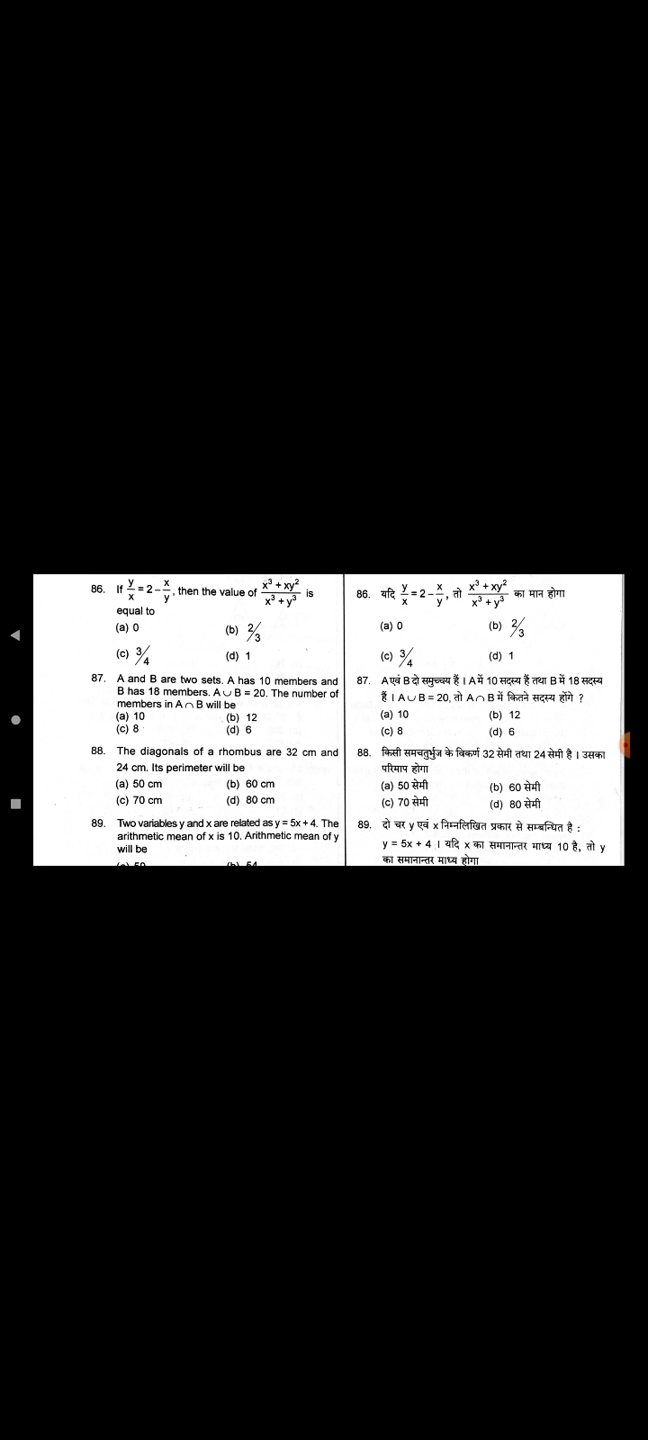 86. If y/x = 2 – x/y, then the value of x³ + xy²/x³ + y³ is
equal to
(a) 0 (b) 2/3
(c) 3/4 (d) 1
87. A and B are two sets. A has 10 members and
B has 18 members. A ∪ B = 20. The number of
members in A ∩ B will be
(a) 10 (b) 12
(c) 8 (d) 6
88. The diagonals of a rhombus are 32 cm and
24 cm. Its perimeter will be
(a) 50 cm (b) 60 cm
(c) 70 cm (d) 80 cm
89. Two variables y and x are related as y = 5x + 4. The
arithmetic mean of x is 10. Arithmetic mean of y
will be
(a) 50 (b) 54
86. यदि y/x = 2 – x/y, तो x³ + xy²/x³ + y³ का मान होगा
(a) 0 (b) 2/3
(c) 3/4 (d) 1
87. A एवं B दो समुच्चय हैं । A में 10 सदस्य हैं तथा B में 18 सदस्य
हैं । A ∪ B = 20, तो A ∩ B में कितने सदस्य होंगे ?
(a) 10 (b) 12
(c) 8 (d) 6
88. किसी समचतुर्भुज के विकर्ण 32 सेमी तथा 24 सेमी है । उसका
परिमाप होगा
(a) 50 सेमी (b) 60 सेमी
(c) 70 सेमी (d) 80 सेमी
89. दो चर y एवं x निम्नलिखित प्रकार से सम्बन्धित है :
y = 5x + 4 । यदि x का समानान्तर माध्य 10 है, तो y
का समानान्तर माध्य होगा